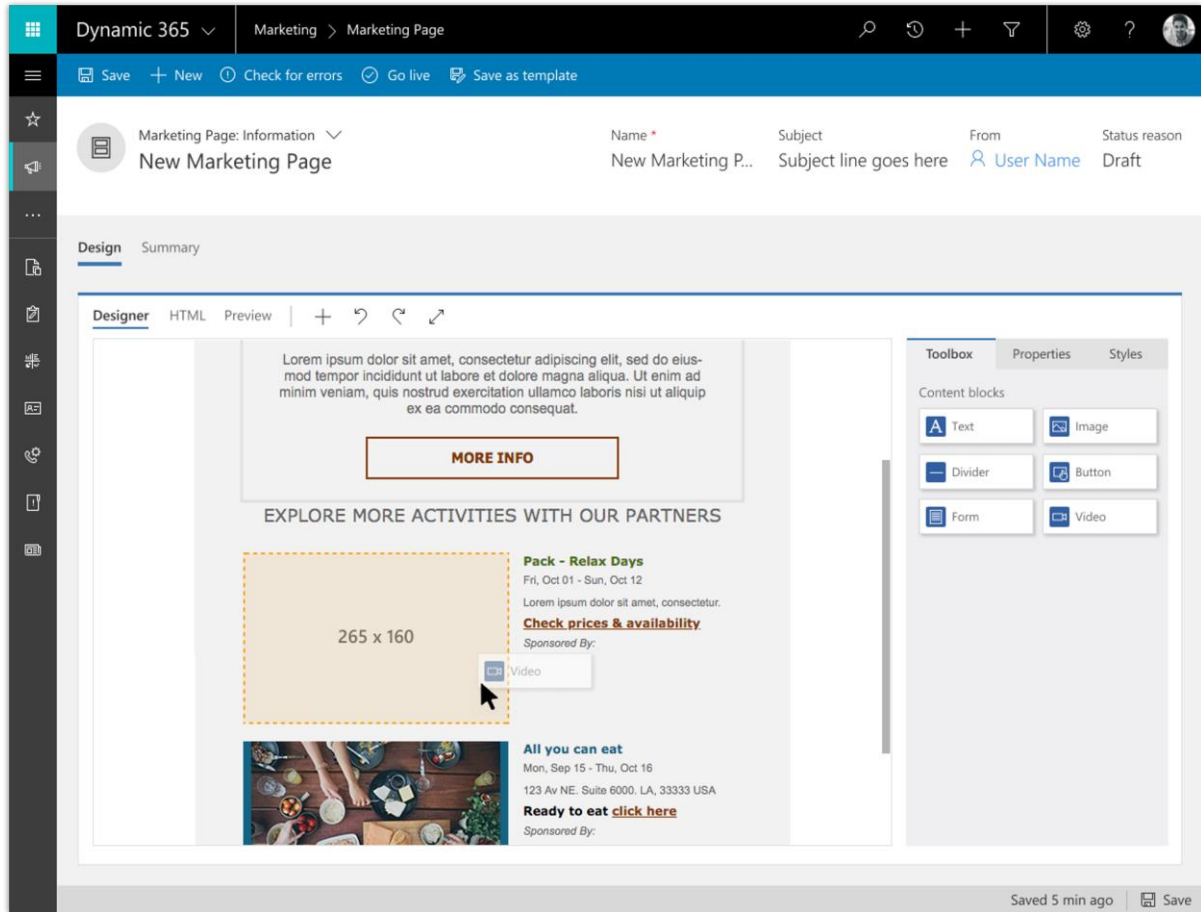 Dynamic 365
Marketing > Marketing Page
?
Save
New
Check for errors
Go live
Save as template
Marketing Page: Information
New Marketing Page
Name *
New Marketing P...
Subject
Subject line goes here
From
User Name
Status reason
Draft
Design
Summary
Designer
HTML
Preview
Lorem ipsum dolor sit amet, consectetur adipiscing elit, sed do eius-
mod tempor incididunt ut labore et dolore magna aliqua. Ut enim ad
minim veniam, quis nostrud exercitation ullamco laboris nisi ut aliquip
ex ea commodo consequat.
MORE INFO
EXPLORE MORE ACTIVITIES WITH OUR PARTNERS
265 x 160
Pack - Relax Days
Fri, Oct 01 - Sun, Oct 12
Lorem ipsum dolor sit amet, consectetur.
Check prices & availability
Sponsored By:
Video
All you can eat
Mon, Sep 15 - Thu, Oct 16
123 Av NE. Suite 6000. LA, 33333 USA
Ready to eat click here
Sponsored By:
Toolbox
Properties
Styles
Content blocks
A Text
Image
Divider
Button
Form
Video
Saved 5 min ago
Save